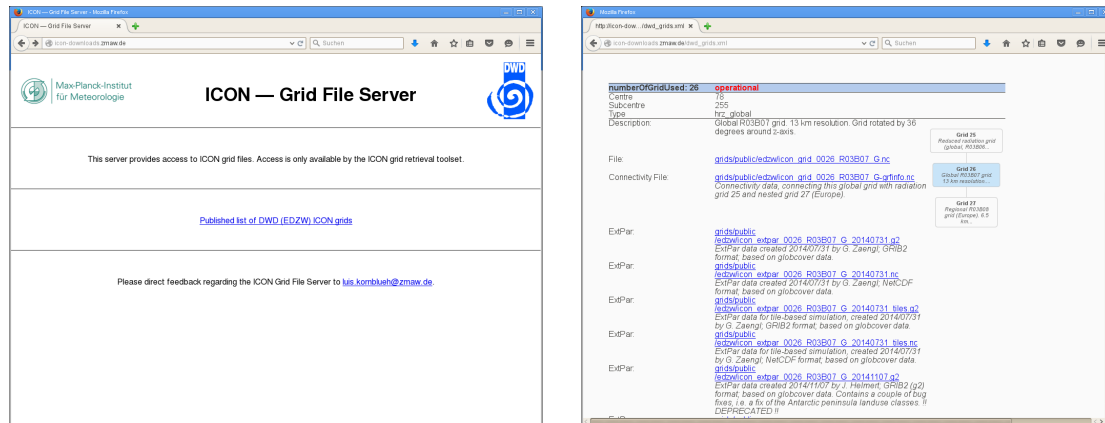 ICON — Grid File Server - Mozilla Firefox
ICON — Grid File Server
icon-downloads.zmaw.de
Suchen
Max-Planck-Institut
für Meteorologie
ICON — Grid File Server
DWD
This server provides access to ICON grid files. Access is only available by the ICON grid retrieval toolset.
Published list of DWD (EDZW) ICON grids
Please direct feedback regarding the ICON Grid File Server to luis.kornblueh@zmaw.de.
Mozilla Firefox
http://icon-dow.../dwd_grids.xml
icon-downloads.zmaw.de/dwd_grids.xml
Suchen
numberOfGridUsed: 26 operational
Centre 78
Subcentre 255
Type hrz_global
Description: Global R03B07 grid. 13 km resolution. Grid rotated by 36
degrees around z-axis.
File: grids/public/edzw/icon_grid_0026_R03B07_G.nc
Connectivity File: grids/public/edzw/icon_grid_0026_R03B07_G-grfinfo.nc
Connectivity data, connecting this global grid with radiation
grid 25 and nested grid 27 (Europe).
Grid 25
Reduced radiation grid
(global, R03B06...
Grid 26
Global R03B07 grid.
13 km resolution....
Grid 27
Regional R03B08
grid (Europe). 6.5
km...
ExtPar: grids/public
/edzw/icon_extpar_0026_R03B07_G_20140731.g2
ExtPar data created 2014/07/31 by G. Zaengl; GRIB2
format; based on globcover data.
ExtPar: grids/public
/edzw/icon_extpar_0026_R03B07_G_20140731.nc
ExtPar data created 2014/07/31 by G. Zaengl; NetCDF
format; based on globcover data.
ExtPar: grids/public
/edzw/icon_extpar_0026_R03B07_G_20140731_tiles.g2
ExtPar data for tile-based simulation, created 2014/07/31
by G. Zaengl; GRIB2 format; based on globcover data.
ExtPar: grids/public
/edzw/icon_extpar_0026_R03B07_G_20140731_tiles.nc
ExtPar data for tile-based simulation, created 2014/07/31
by G. Zaengl; NetCDF format; based on globcover data.
ExtPar: grids/public
/edzw/icon_extpar_0026_R03B07_G_20141107.g2
ExtPar data created 2014/11/07 by J. Helmert; GRIB2 (g2)
format; based on globcover data. Contains a couple of bug
fixes, i.e. a fix of the Antarctic peninsula landuse classes. !!
DEPRECATED !!